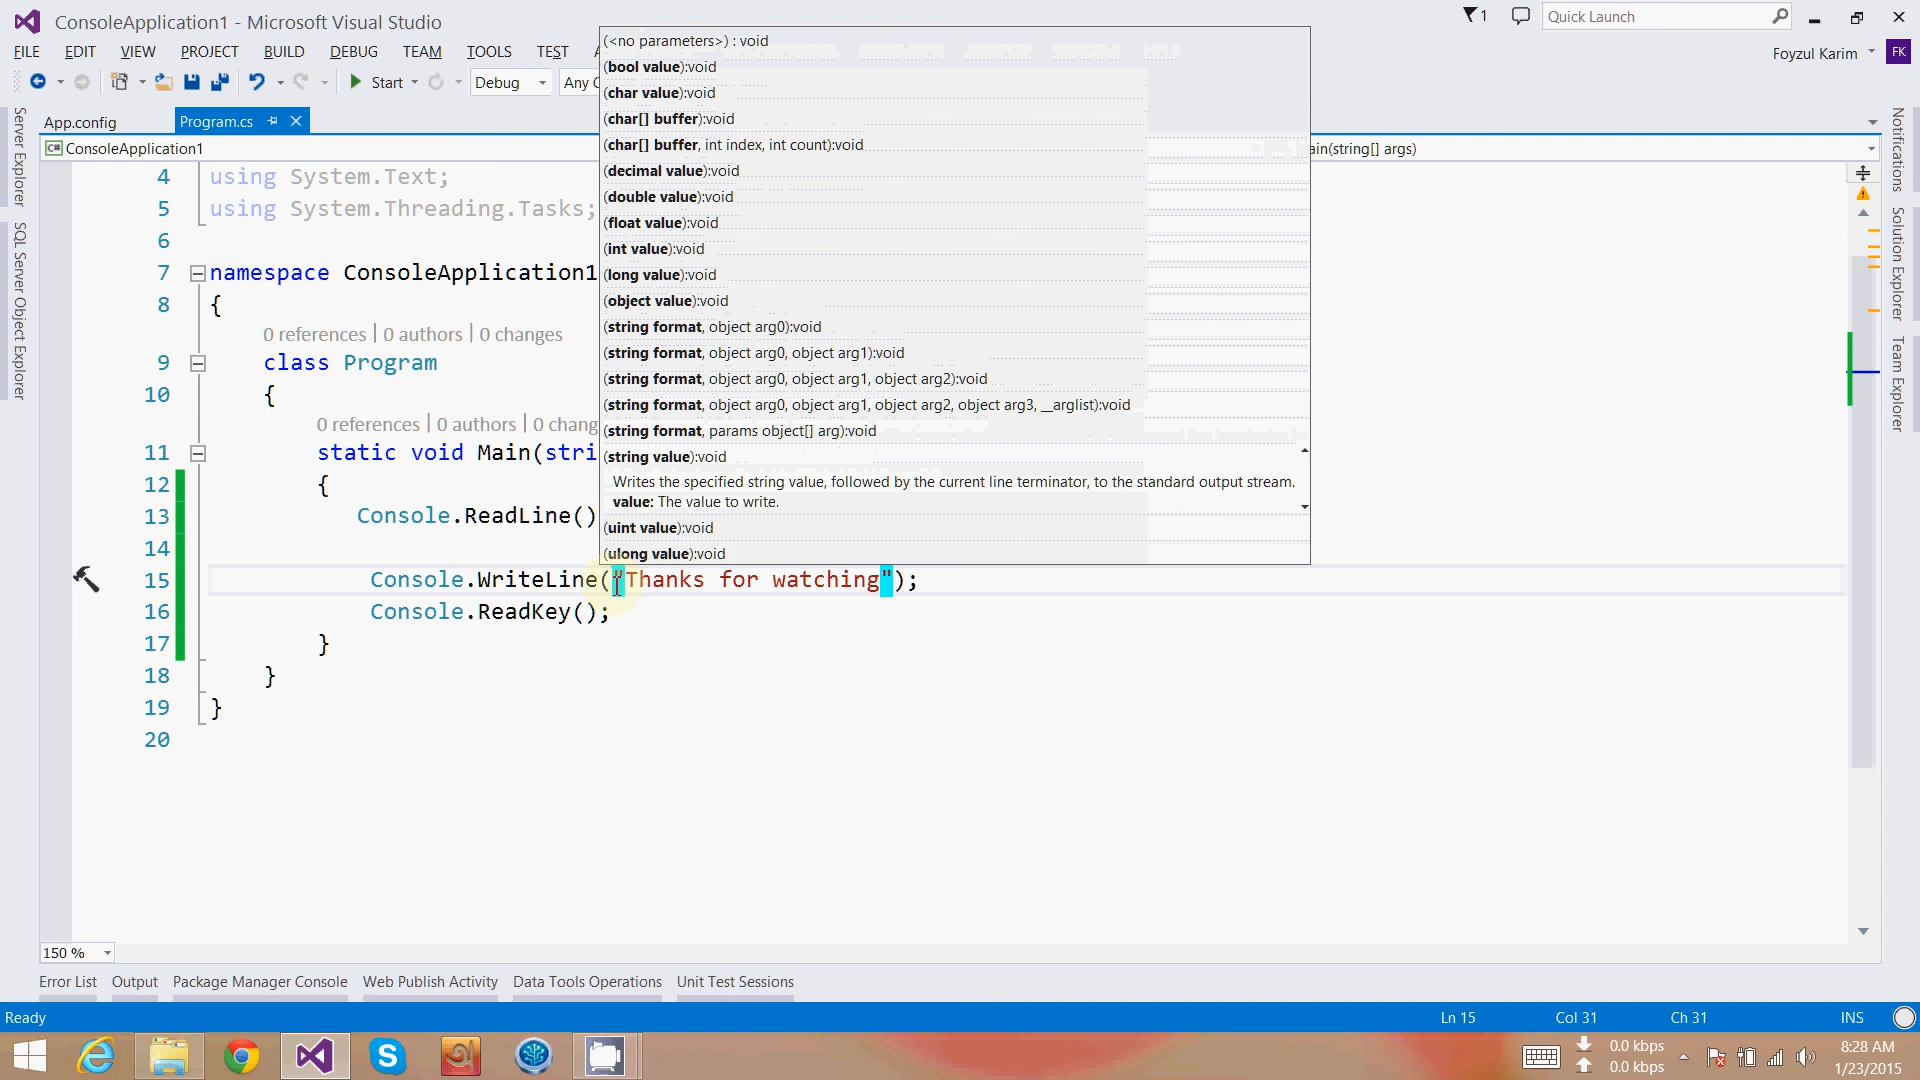 ConsoleApplication1 - Microsoft Visual Studio
1
Quick Launch
FILE EDIT VIEW PROJECT BUILD DEBUG TEAM TOOLS TEST
Foyzul Karim FK
Start Debug Any
App.config Program.cs
ConsoleApplication1
ain(string[] args)
(<no parameters>) : void
(bool value):void
(char value):void
(char[] buffer):void
(char[] buffer, int index, int count):void
(decimal value):void
(double value):void
(float value):void
(int value):void
(long value):void
(object value):void
(string format, object arg0):void
(string format, object arg0, object arg1):void
(string format, object arg0, object arg1, object arg2):void
(string format, object arg0, object arg1, object arg2, object arg3, __arglist):void
(string format, params object[] arg):void
(string value):void
Writes the specified string value, followed by the current line terminator, to the standard output stream.
value: The value to write.
(uint value):void
(ulong value):void
4 using System.Text;
5 using System.Threading.Tasks;
6
7 namespace ConsoleApplication1
8 {
0 references | 0 authors | 0 changes
9 class Program
10 {
0 references | 0 authors | 0 chang
11 static void Main(stri
12 {
13 Console.ReadLine()
14
15 Console.WriteLine("Thanks for watching");
16 Console.ReadKey();
17 }
18 }
19 }
20
Server Explorer
SQL Server Object Explorer
Notifications
Solution Explorer
Team Explorer
150 %
Error List Output Package Manager Console Web Publish Activity Data Tools Operations Unit Test Sessions
Ready Ln 15 Col 31 Ch 31 INS
0.0 kbps
0.0 kbps
8:28 AM
1/23/2015